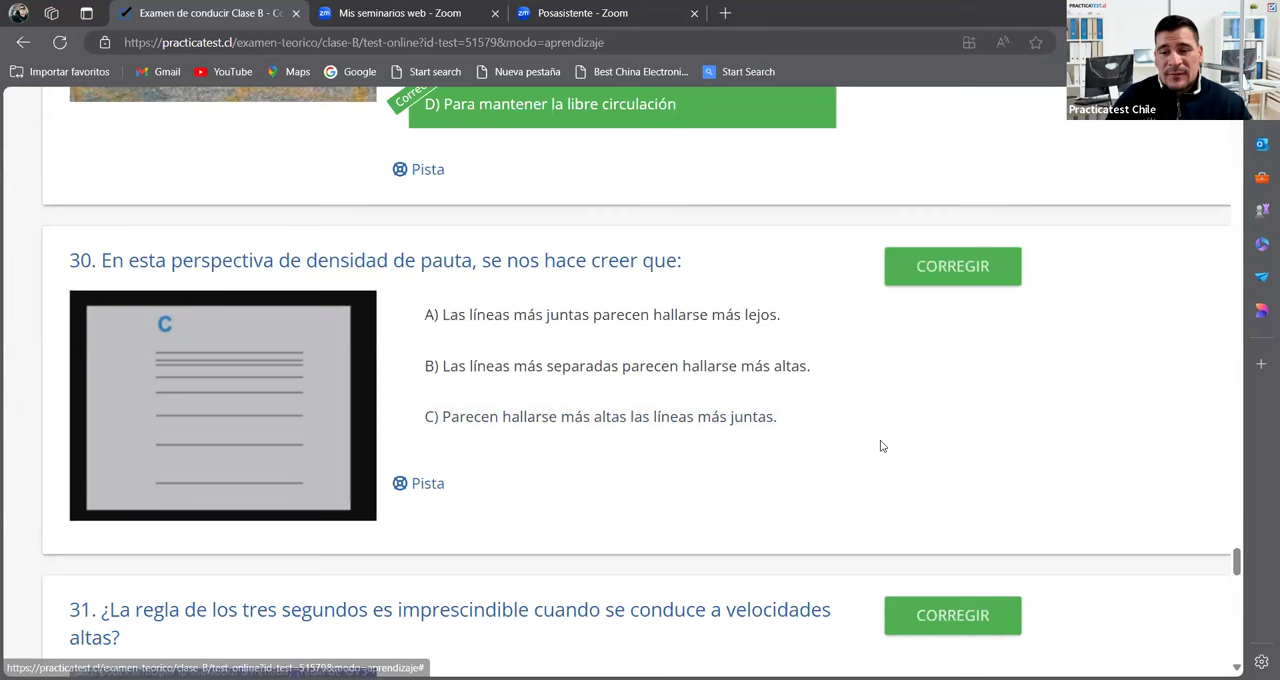 Examen de conducir Clase B - Co
Mis seminarios web - Zoom
Posasistente - Zoom
https://practicatest.cl/examen-teorico/clase-B/test-online?id-test=51579&modo=aprendizaje
Importar favoritos
Gmail
YouTube
Maps
Google
Start search
Nueva pestaña
Best China Electroni...
Start Search
PRACTICATEST.cl
Practicatest Chile
Correc
D) Para mantener la libre circulación
Pista
30. En esta perspectiva de densidad de pauta, se nos hace creer que:
CORREGIR
C
A) Las líneas más juntas parecen hallarse más lejos.
B) Las líneas más separadas parecen hallarse más altas.
C) Parecen hallarse más altas las líneas más juntas.
Pista
31. ¿La regla de los tres segundos es imprescindible cuando se conduce a velocidades
altas?
CORREGIR
https://practicatest.cl/examen-teorico/clase-B/test-online?id-test=51579&modo=aprendizaje#